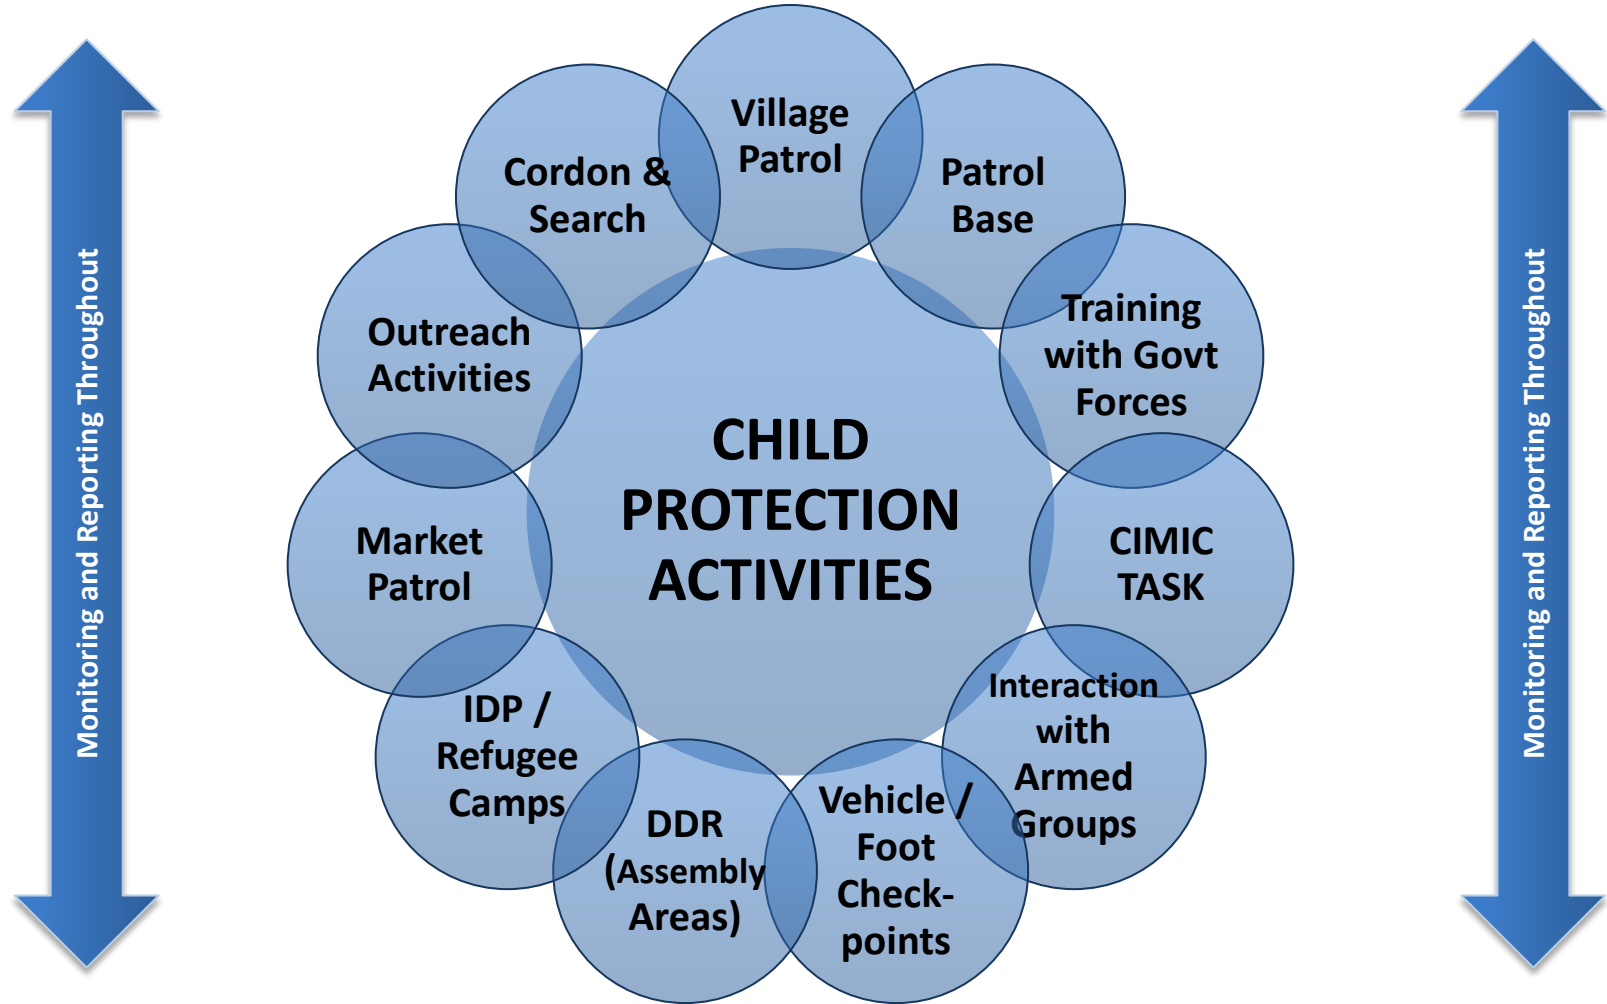 Monitoring and Reporting Throughout
Village
Patrol
Patrol
Base
Training
with Govt
Forces
CIMIC
TASK
Interaction
with
Armed
Groups
Vehicle /
Foot
Check-
points
DDR
(Assembly
Areas)
IDP /
Refugee
Camps
Market
Patrol
Outreach
Activities
Cordon &
Search
CHILD
PROTECTION
ACTIVITIES
Monitoring and Reporting Throughout